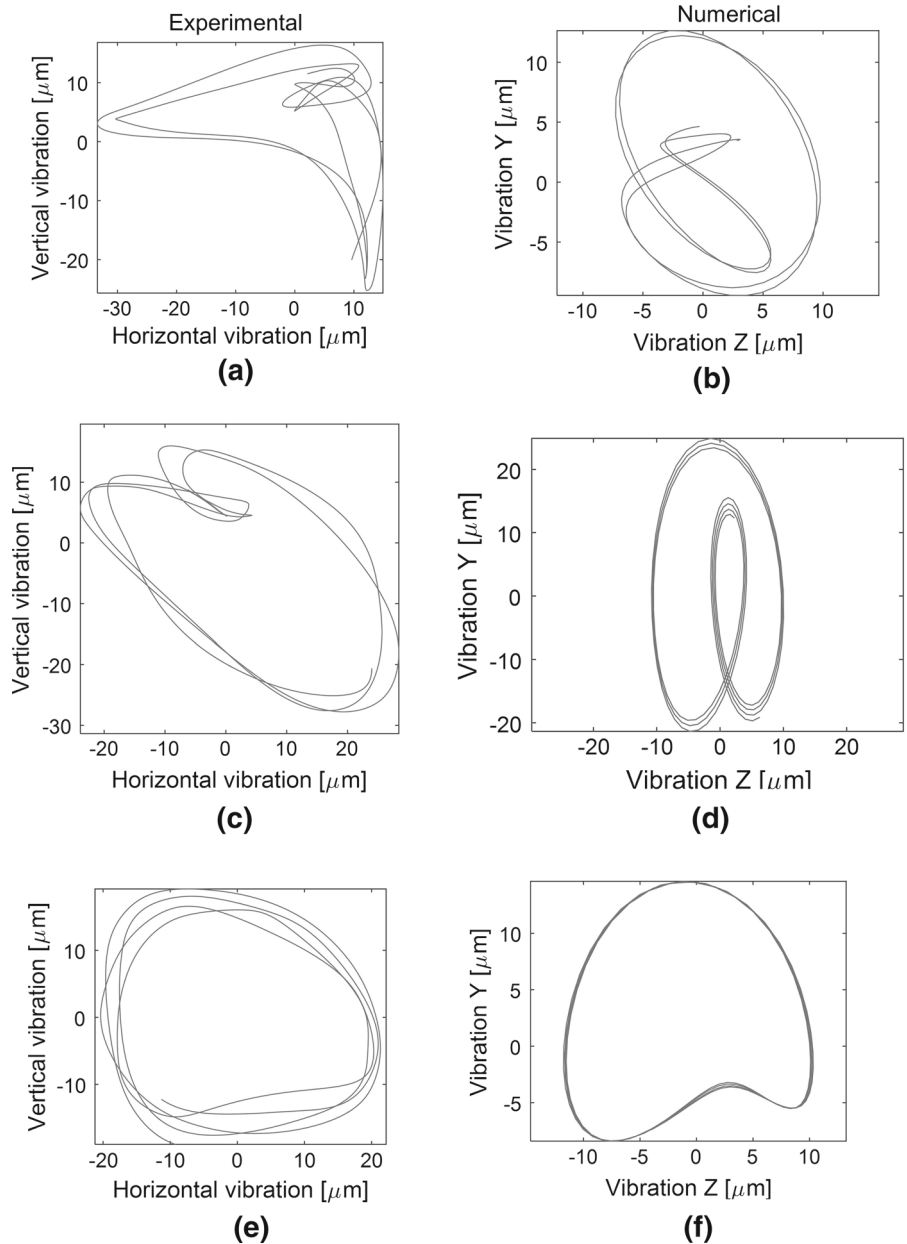 Experimental
Numerical
Vertical vibration [μm]
10
0
-10
-20
-30
-20
-10
0
10
Horizontal vibration [μm]
(a)
Vibration Y [μm]
10
5
0
-5
-10
-5
0
5
10
Vibration Z [μm]
(b)
Vertical vibration [μm]
10
0
-10
-20
-30
-20
-10
0
10
20
Horizontal vibration [μm]
(c)
Vibration Y [μm]
20
10
0
-10
-20
-20
-10
0
10
20
Vibration Z [μm]
(d)
Vertical vibration [μm]
10
0
-10
-20
-10
0
10
20
Horizontal vibration [μm]
(e)
Vibration Y [μm]
10
5
0
-5
-10
-5
0
5
10
Vibration Z [μm]
(f)